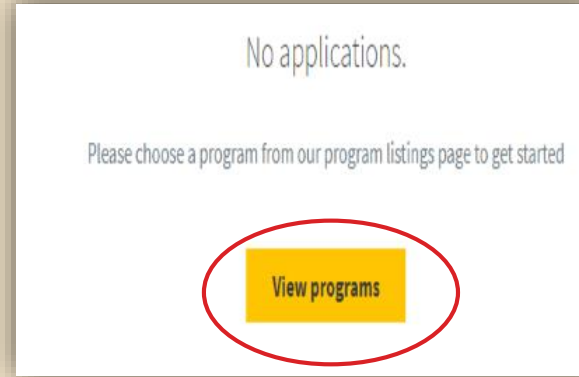 No applications.
Please choose a program from our program listings page to get started
View programs